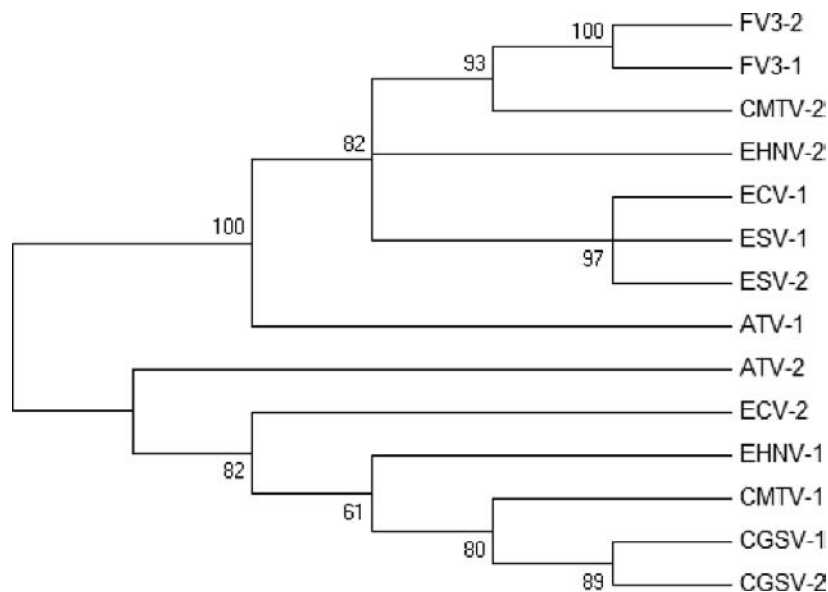 FV3-2
100
FV3-1
93
CMTV-2
82
EHNV-2
ECV-1
100
ESV-1
97
ESV-2
ATV-1
ATV-2
ECV-2
82
EHNV-1
61
CMTV-1
80
CGSV-1
89
CGSV-2